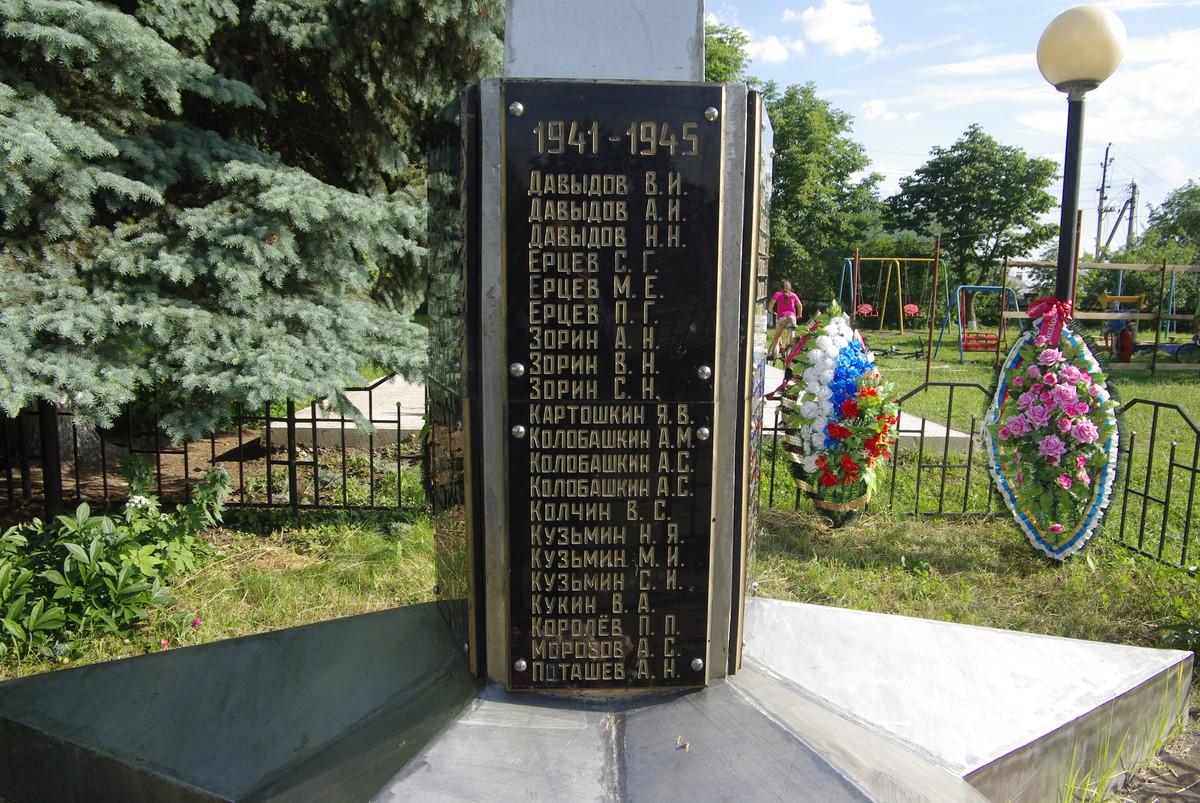 1941-1945
ДАВЫДОВ В.И.
ДАВЫДОВ А.И.
ДАВЫДОВ Н.Н.
ЕРЦЕВ С.Г.
ЕРЦЕВ М.Е.
ЕРЦЕВ П.Г.
ЗОРИН А.Н.
ЗОРИН В.Н.
ЗОРИН С.Н.
КАРТОШКИН Я.В.
КОЛОБАШКИН А.М.
КОЛОБАШКИН А.С.
КОЛОБАШКИН А.С.
КОЛЧИН В.С.
КУЗЬМИН Н.Я.
КУЗЬМИН М.И.
КУЗЬМИН С.И.
КУКИН В.А.
КОРОЛЁВ П.П.
МОРОЗОВ А.С.
ПОТАШЕВ А.Н.